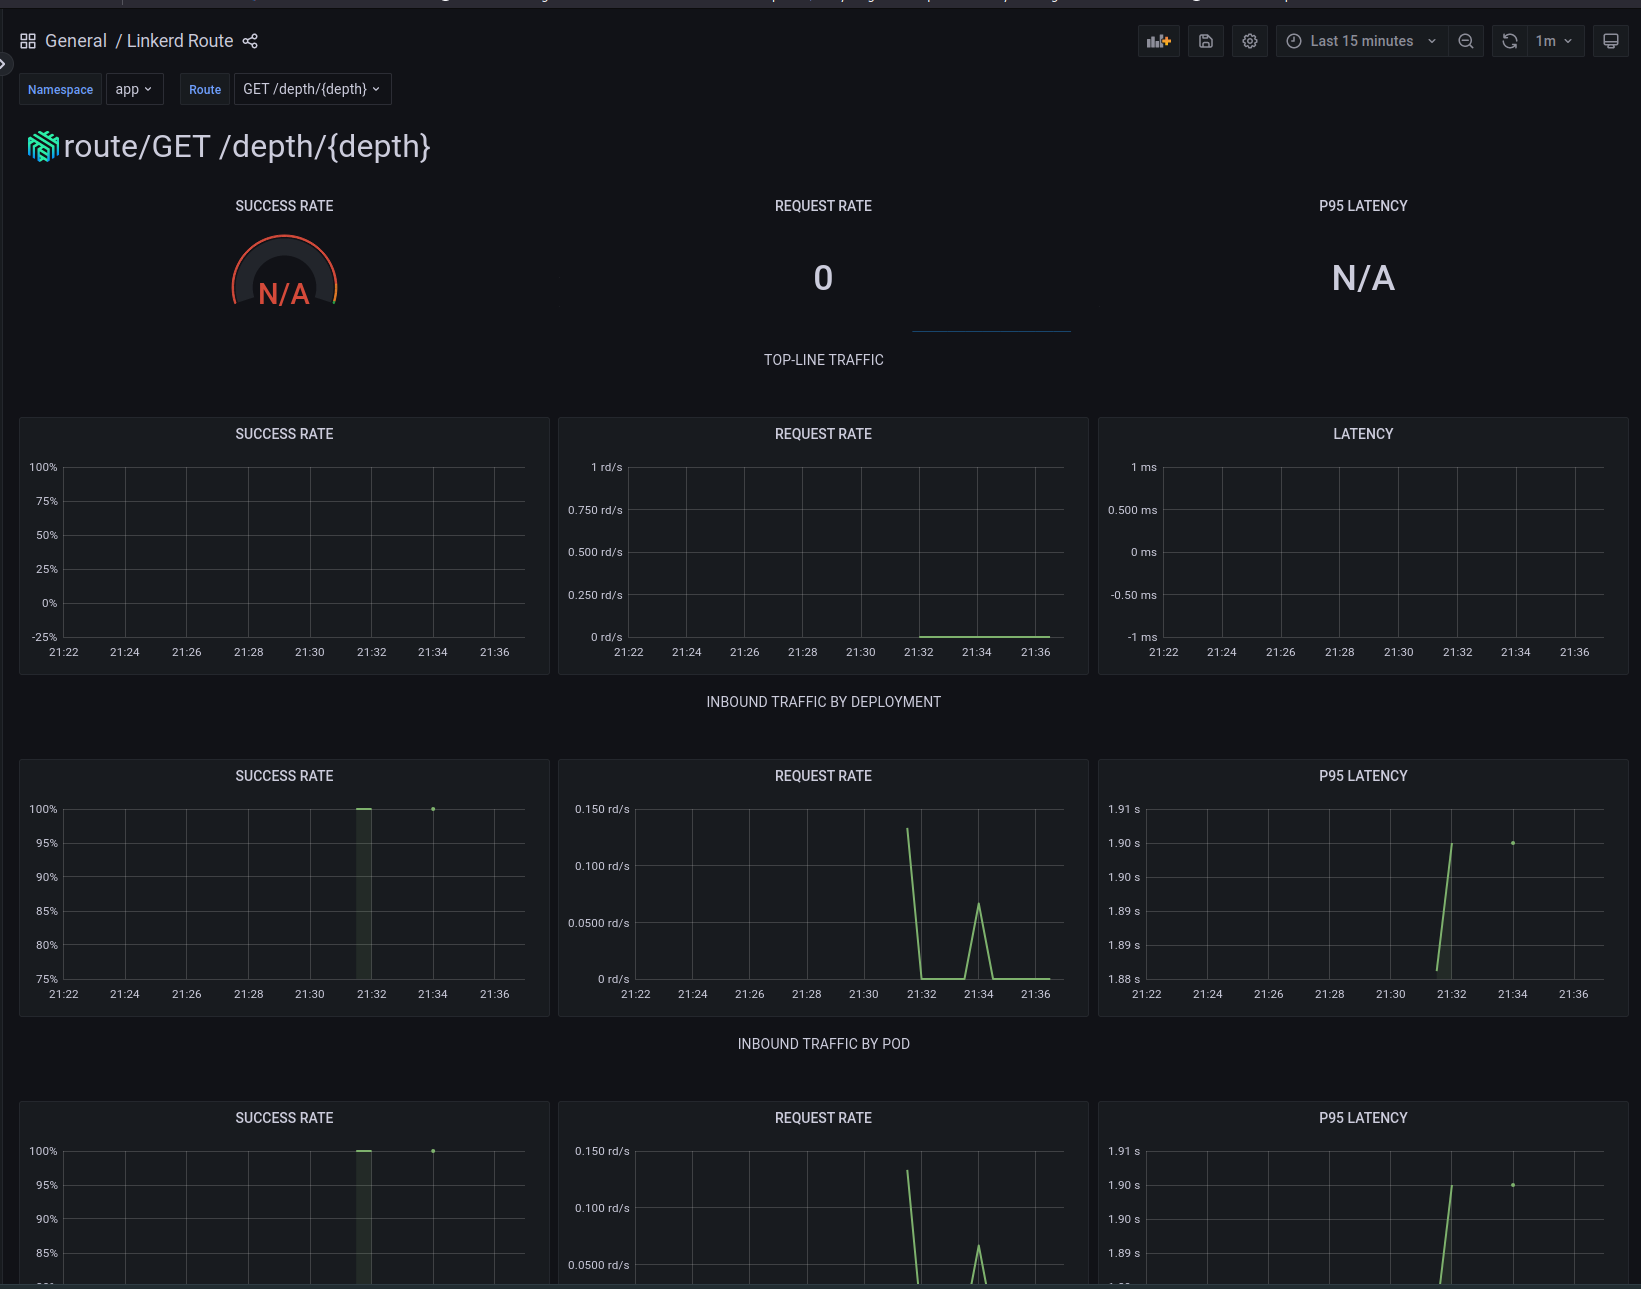 General / Linkerd Route
Last 15 minutes
1m
Namespace app Route GET /depth/{depth}
route/GET /depth/{depth}
SUCCESS RATE
N/A
REQUEST RATE
0
P95 LATENCY
N/A
TOP-LINE TRAFFIC
SUCCESS RATE
100%
75%
50%
25%
0%
-25%
21:22 21:24 21:26 21:28 21:30 21:32 21:34 21:36
REQUEST RATE
1 rd/s
0.750 rd/s
0.500 rd/s
0.250 rd/s
0 rd/s
21:22 21:24 21:26 21:28 21:30 21:32 21:34 21:36
LATENCY
1 ms
0.500 ms
0 ms
-0.50 ms
-1 ms
21:22 21:24 21:26 21:28 21:30 21:32 21:34 21:36
INBOUND TRAFFIC BY DEPLOYMENT
SUCCESS RATE
100%
95%
90%
85%
80%
75%
21:22 21:24 21:26 21:28 21:30 21:32 21:34 21:36
REQUEST RATE
0.150 rd/s
0.100 rd/s
0.0500 rd/s
0 rd/s
21:22 21:24 21:26 21:28 21:30 21:32 21:34 21:36
P95 LATENCY
1.91 s
1.90 s
1.90 s
1.89 s
1.89 s
1.88 s
21:22 21:24 21:26 21:28 21:30 21:32 21:34 21:36
INBOUND TRAFFIC BY POD
SUCCESS RATE
100%
95%
90%
85%
REQUEST RATE
0.150 rd/s
0.100 rd/s
0.0500 rd/s
P95 LATENCY
1.91 s
1.90 s
1.90 s
1.89 s